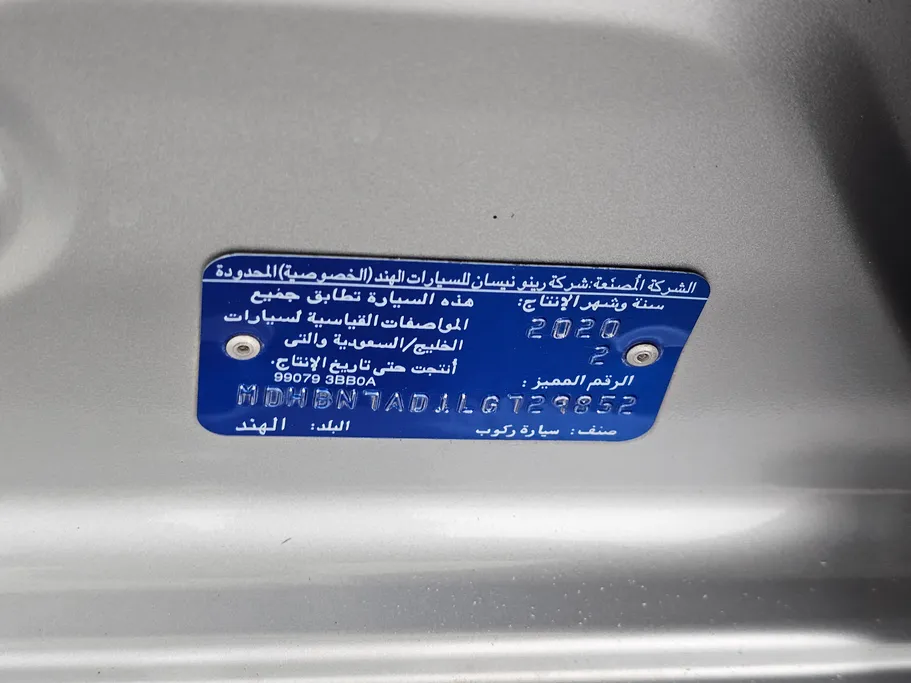 الشركة المصنعة: شركة رينو نيسان للسيارات الهند (الخصوصية) المحدودة
سنة وشهر الإنتاج:
2020
2
هذه السيارة تطابق جميع
المواصفات القياسية لسيارات
الخليج/السعودية والتى
أنتجت حتى تاريخ الإنتاج.
99079 3BB0A
الرقم المميز :
MDHBN7AD1LG729852
صنف: سيارة ركوب
البلد: الهند